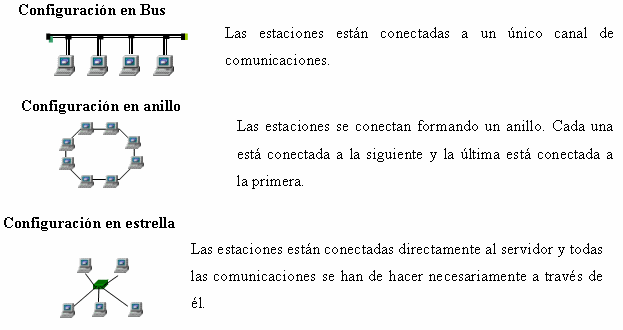 Configuración en Bus
Las estaciones están conectadas a un único canal de
comunicaciones.
Configuración en anillo
Las estaciones se conectan formando un anillo. Cada una
está conectada a la siguiente y la última está conectada a
la primera.
Configuración en estrella
Las estaciones están conectadas directamente al servidor y todas
las comunicaciones se han de hacer necesariamente a través de
él.